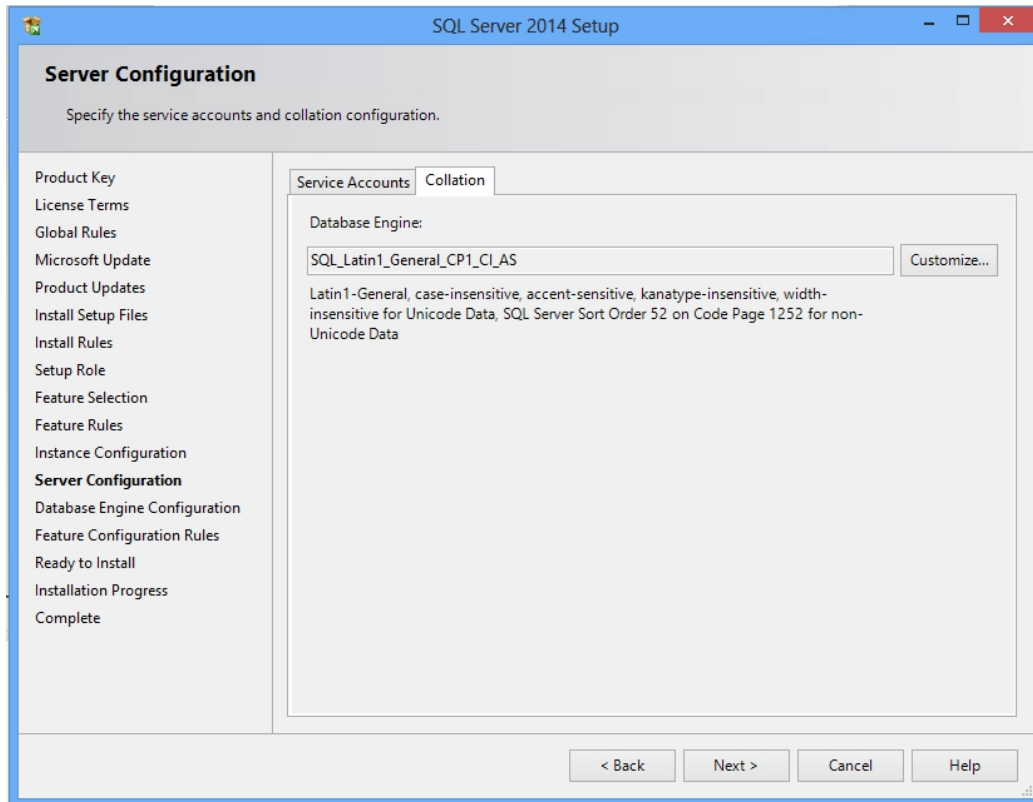 SQL Server 2014 Setup
Server Configuration
Specify the service accounts and collation configuration.
Product Key
License Terms
Global Rules
Microsoft Update
Product Updates
Install Setup Files
Install Rules
Setup Role
Feature Selection
Feature Rules
Instance Configuration
Server Configuration
Database Engine Configuration
Feature Configuration Rules
Ready to Install
Installation Progress
Complete
Service Accounts Collation
Database Engine:
SQL_Latin1_General_CP1_CI_AS Customize...
Latin1-General, case-insensitive, accent-sensitive, kanatype-insensitive, width-
insensitive for Unicode Data, SQL Server Sort Order 52 on Code Page 1252 for non-
Unicode Data
< Back Next > Cancel Help